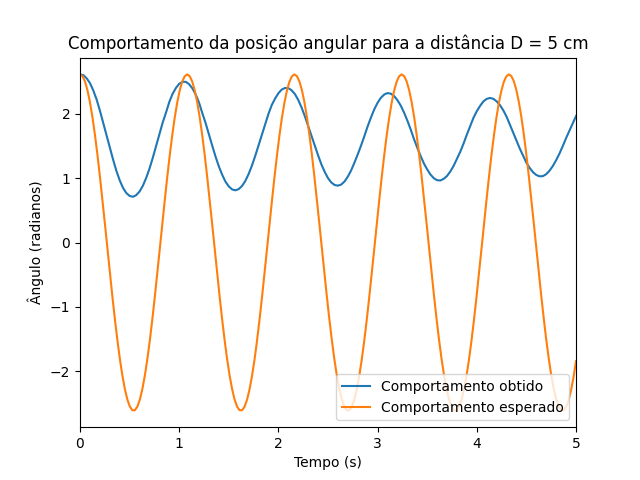 Comportamento da posição angular para a distância D = 5 cm
Ângulo (radianos)
2
1
0
−1
−2
0 1 2 3 4 5
Tempo (s)
Comportamento obtido
Comportamento esperado